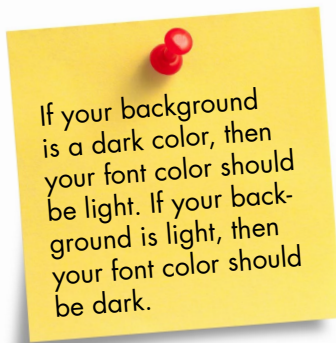 If your background
is a dark color, then
your font color should
be light. If your back-
ground is light, then
your font color should
be dark.